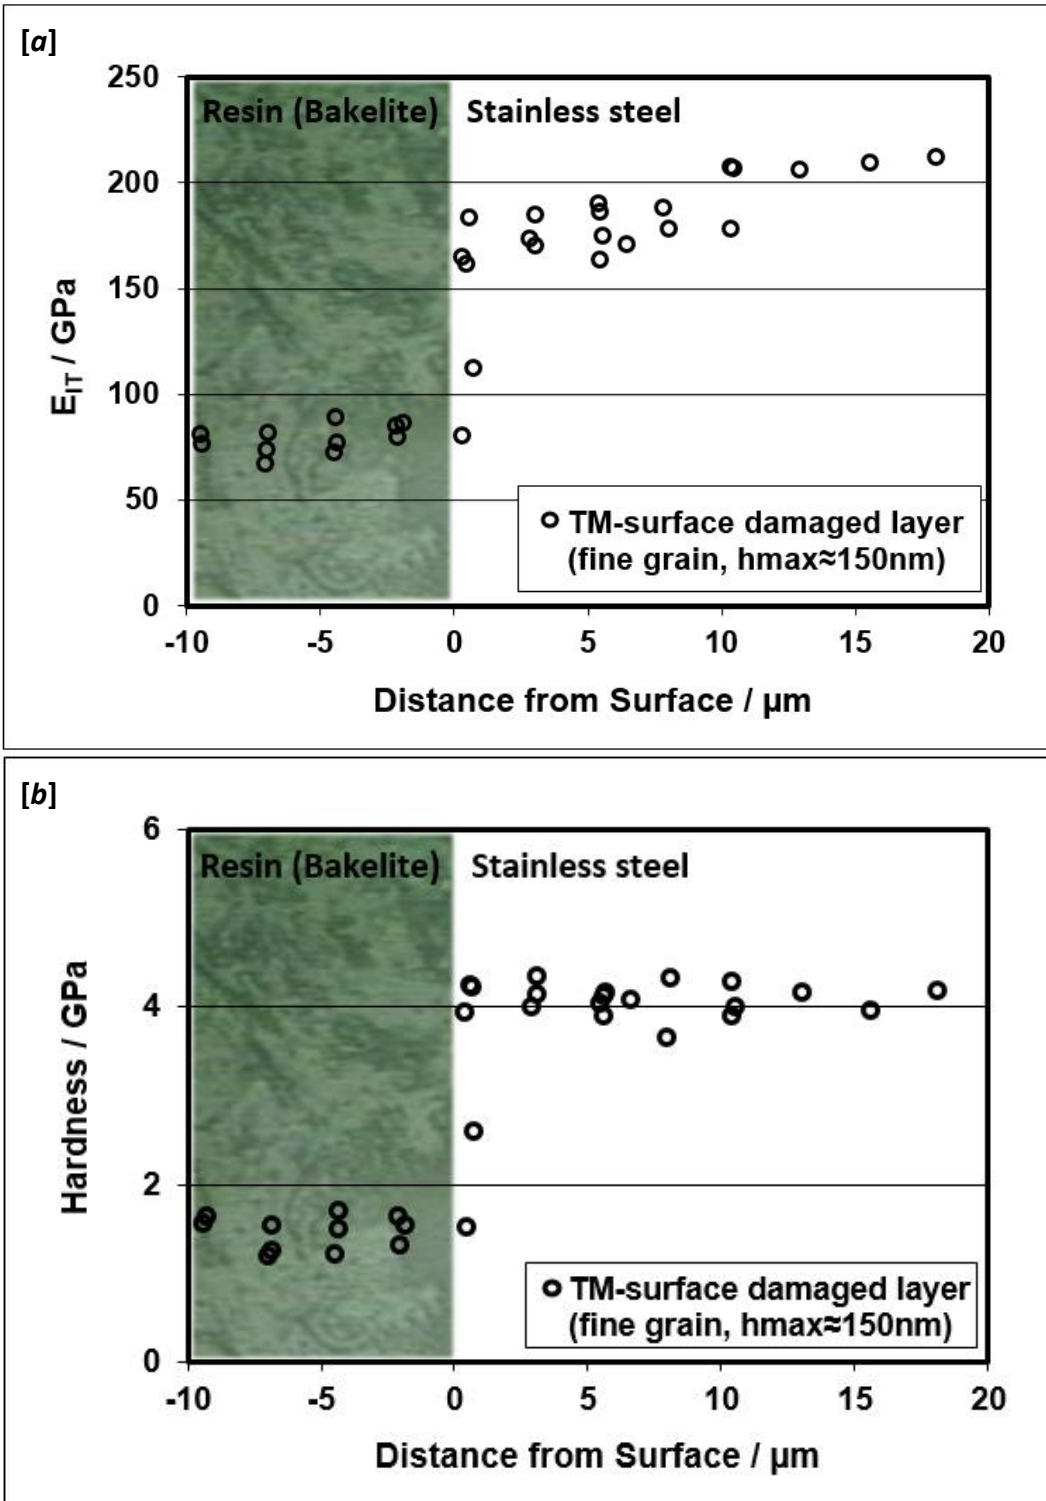 [a]
250
200
150
100
50
0
E_IT / GPa
Resin (Bakelite) Stainless steel
TM-surface damaged layer
(fine grain, hmax≈150nm)
-10 -5 0 5 10 15 20
Distance from Surface / µm
[b]
6
4
2
0
Hardness / GPa
Resin (Bakelite) Stainless steel
TM-surface damaged layer
(fine grain, hmax≈150nm)
-10 -5 0 5 10 15 20
Distance from Surface / µm